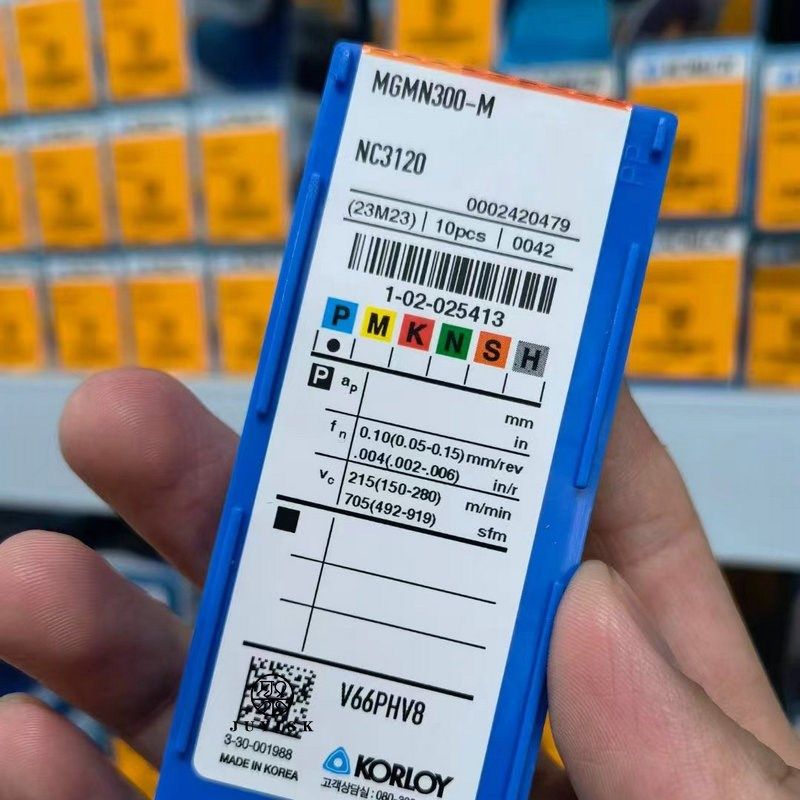 MGMN300-M
NC3120
0002420479
(23M23) | 10pcs | 0042
1-02-025413
P M K N S H
P ap mm
in
fn 0.10(0.05-0.15) mm/rev
.004(.002-.006) in/r
vc 215(150-280) m/min
705(492-919) sfm
V66PHV8
3-30-001988
MADE IN KOREA
KORLOY
고객상담실 : 080-